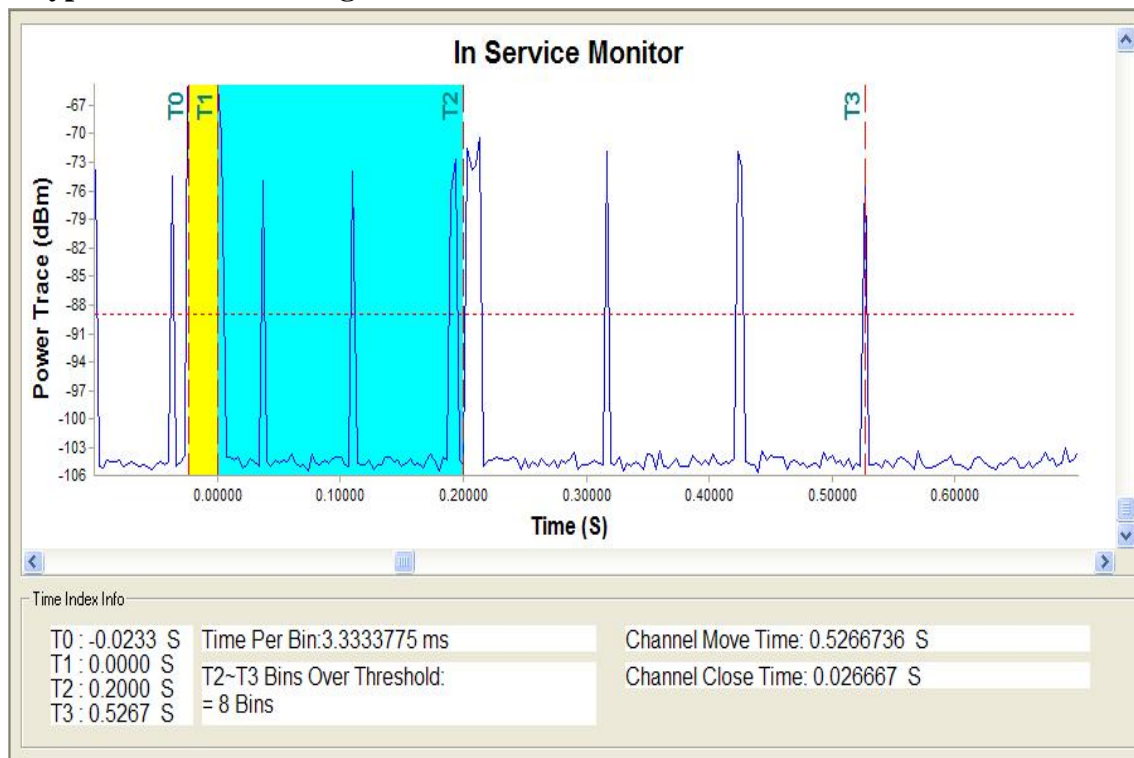 In Service Monitor
T0
T1
T2
T3
Power Trace (dBm)
-67
-70
-73
-76
-79
-82
-85
-88
-91
-94
-97
-100
-103
-106
0.00000 0.10000 0.20000 0.30000 0.40000 0.50000 0.60000
Time (S)
Time Index Info
T0 : -0.0233 S
T1 : 0.0000 S
T2 : 0.2000 S
T3 : 0.5267 S
Time Per Bin:3.3333775 ms
T2~T3 Bins Over Threshold:
= 8 Bins
Channel Move Time: 0.5266736 S
Channel Close Time: 0.026667 S